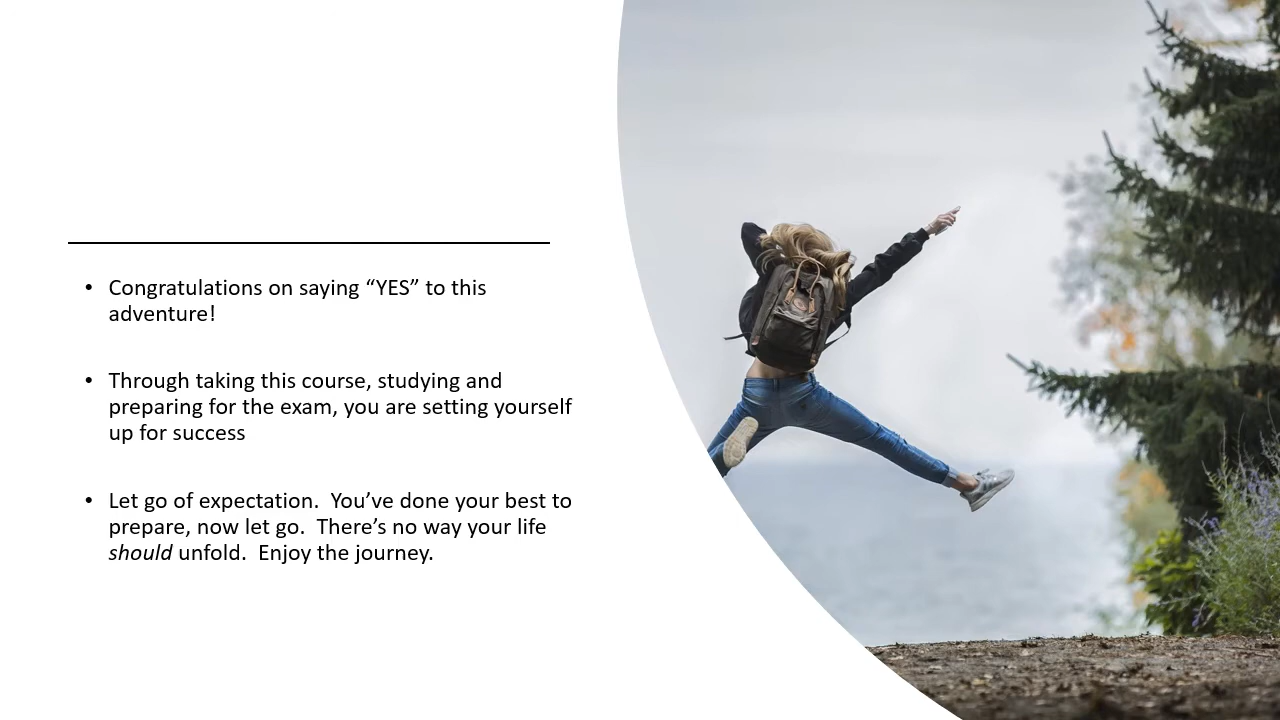 • Congratulations on saying “YES” to this
adventure!
• Through taking this course, studying and
preparing for the exam, you are setting yourself
up for success
• Let go of expectation.  You’ve done your best to
prepare, now let go.  There’s no way your life
should unfold.  Enjoy the journey.